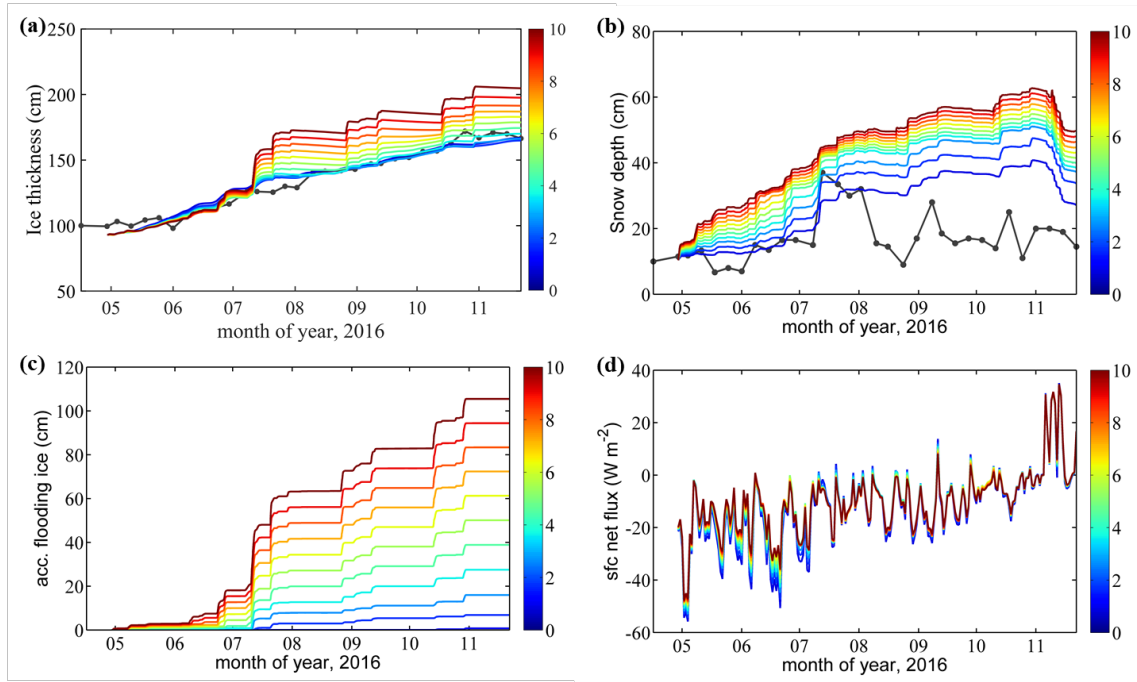 (a)
250
200
150
100
50
Ice thickness (cm)
05 06 07 08 09 10 11
month of year, 2016
10
8
6
4
2
0
(b)
80
60
40
20
0
Snow depth (cm)
05 06 07 08 09 10 11
month of year, 2016
10
8
6
4
2
0
(c)
120
100
80
60
40
20
0
acc. flooding ice (cm)
05 06 07 08 09 10 11
month of year, 2016
10
8
6
4
2
0
(d)
40
20
0
-20
-40
-60
sfc net flux (W m⁻²)
05 06 07 08 09 10 11
month of year, 2016
10
8
6
4
2
0